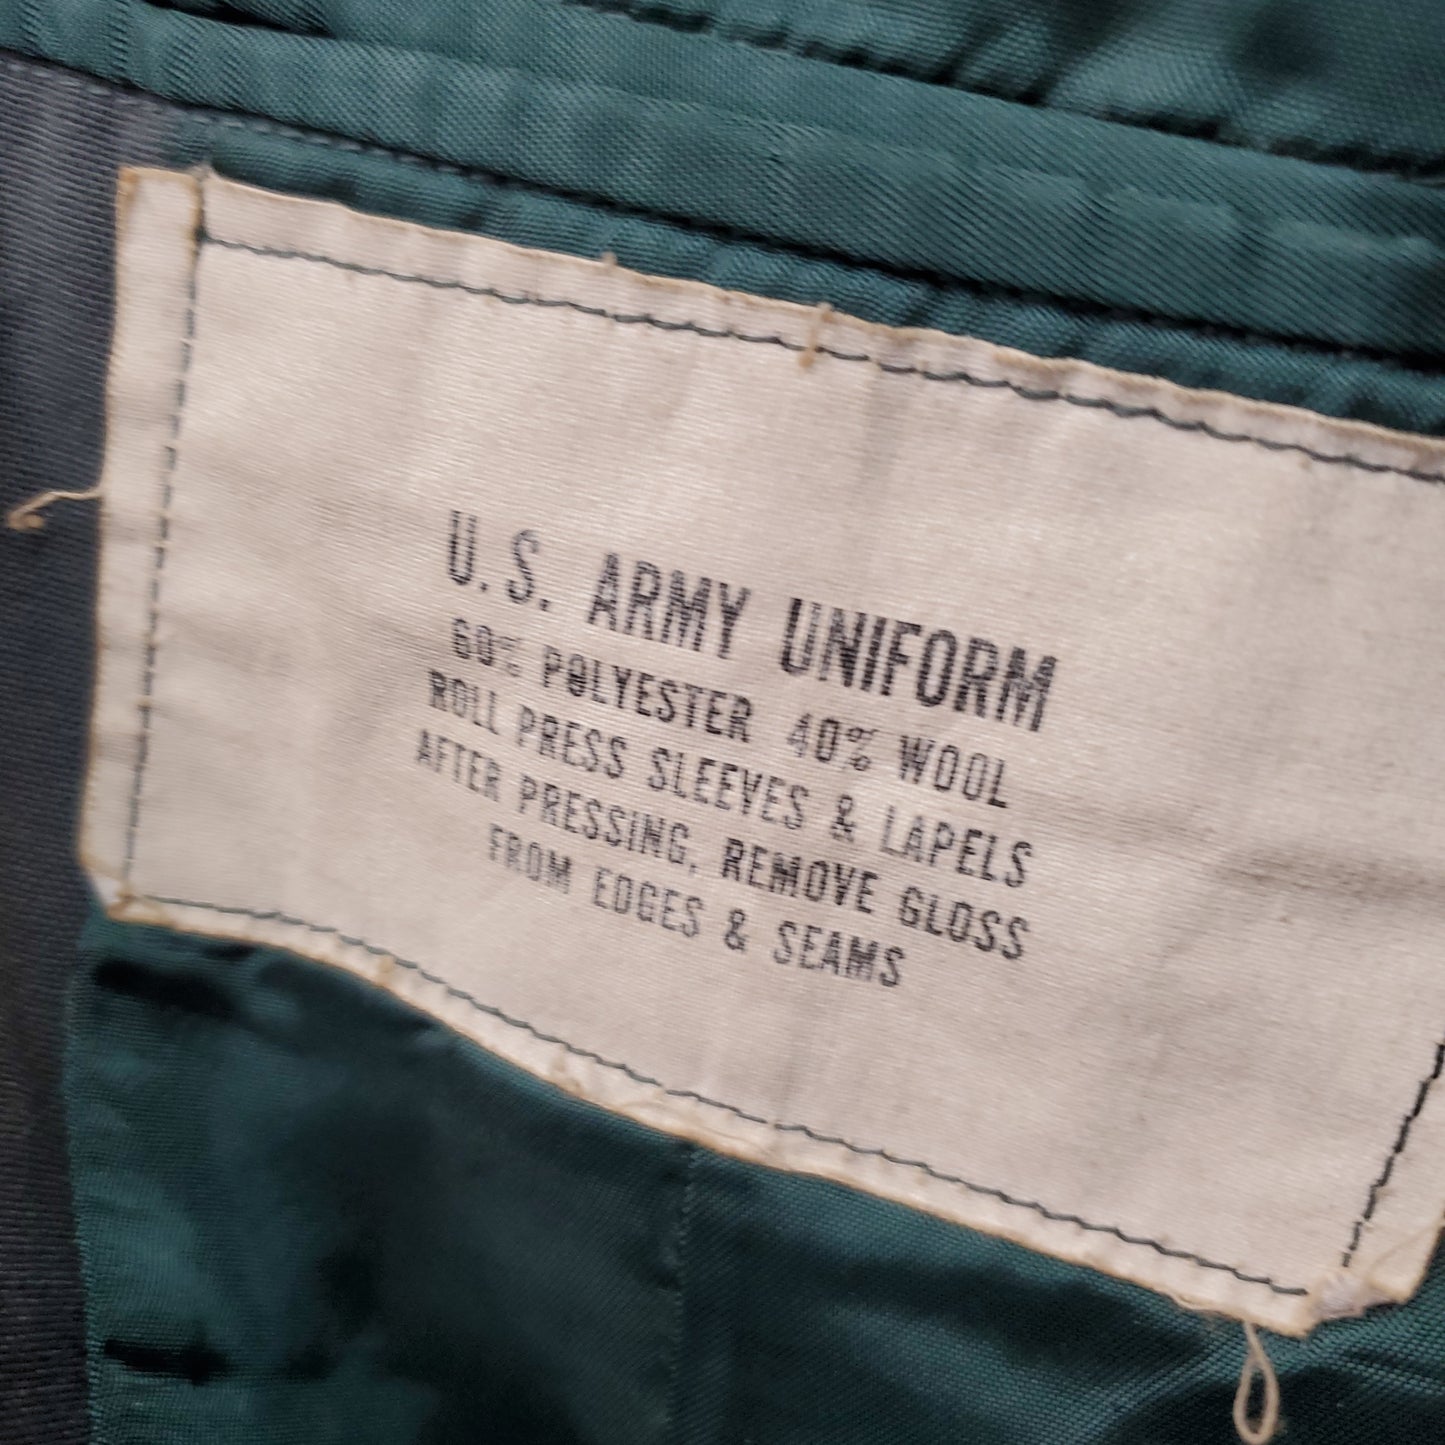 U.S. ARMY UNIFORM
60% POLYESTER 40% WOOL
ROLL PRESS SLEEVES & LAPELS
AFTER PRESSING, REMOVE GLOSS
FROM EDGES & SEAMS